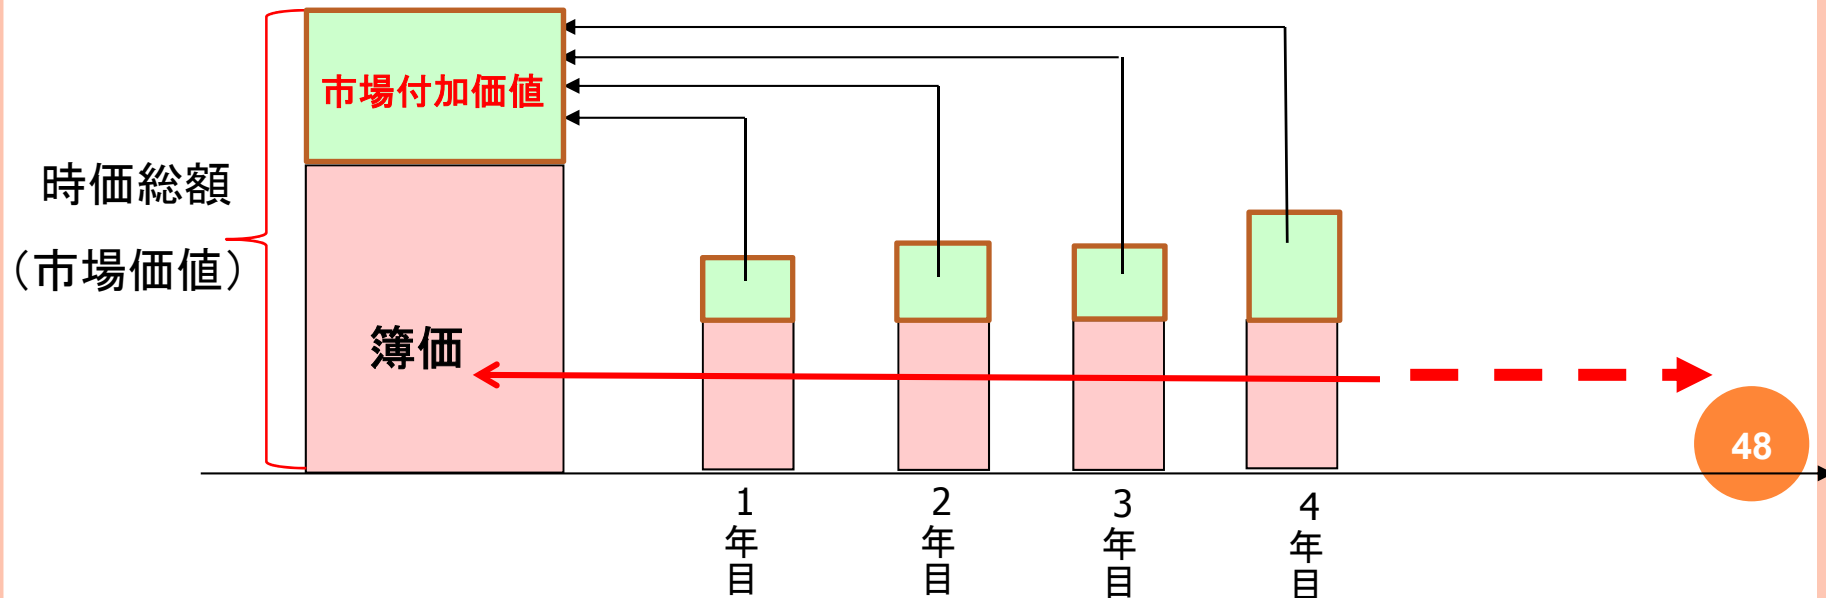 市場付加価値
時価総額
（市場価値）
簿価
48
1年目
2年目
3年目
4年目